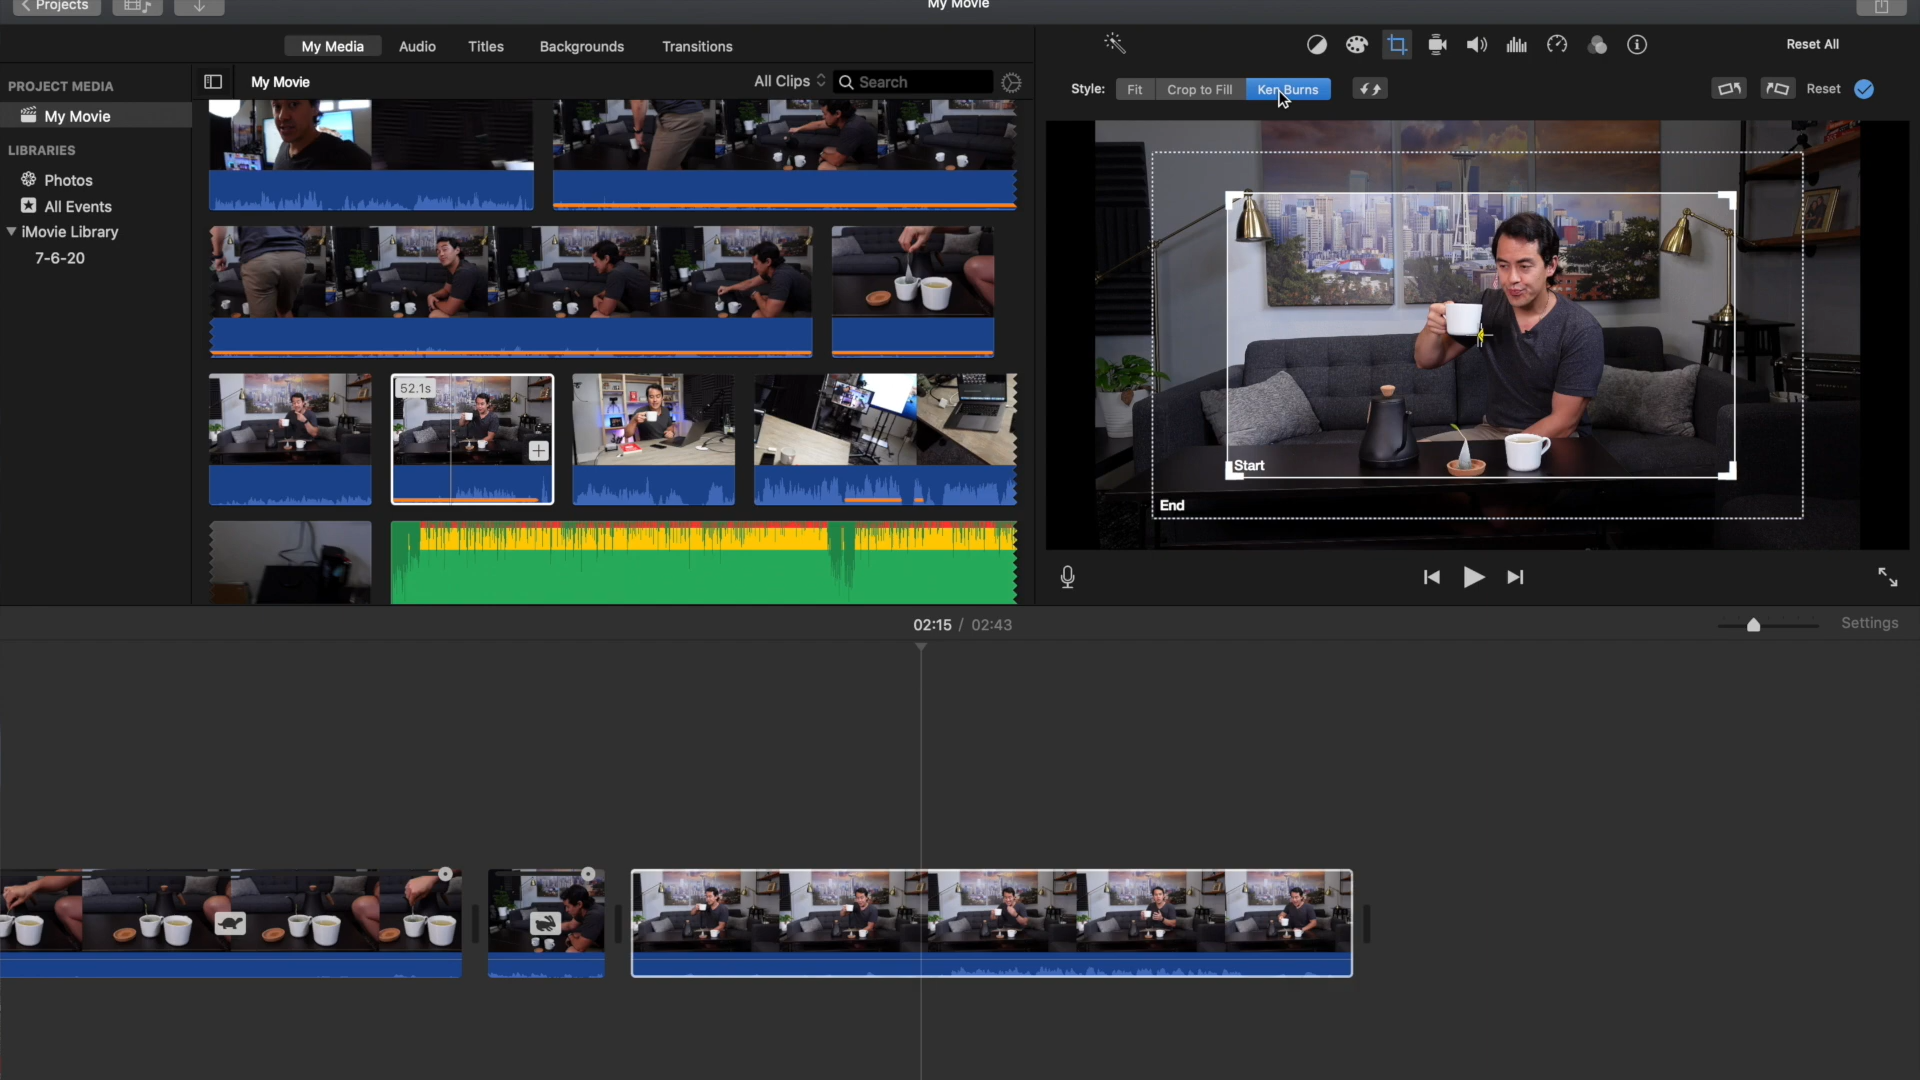 Projects
My Movie
My Media
Audio
Titles
Backgrounds
Transitions
Reset All
PROJECT MEDIA
My Movie
All Clips
Search
Style:
Fit
Crop to Fill
Ken Burns
Reset
My Movie
LIBRARIES
Photos
All Events
iMovie Library
7-6-20
52.1s
Start
End
02:15 / 02:43
Settings